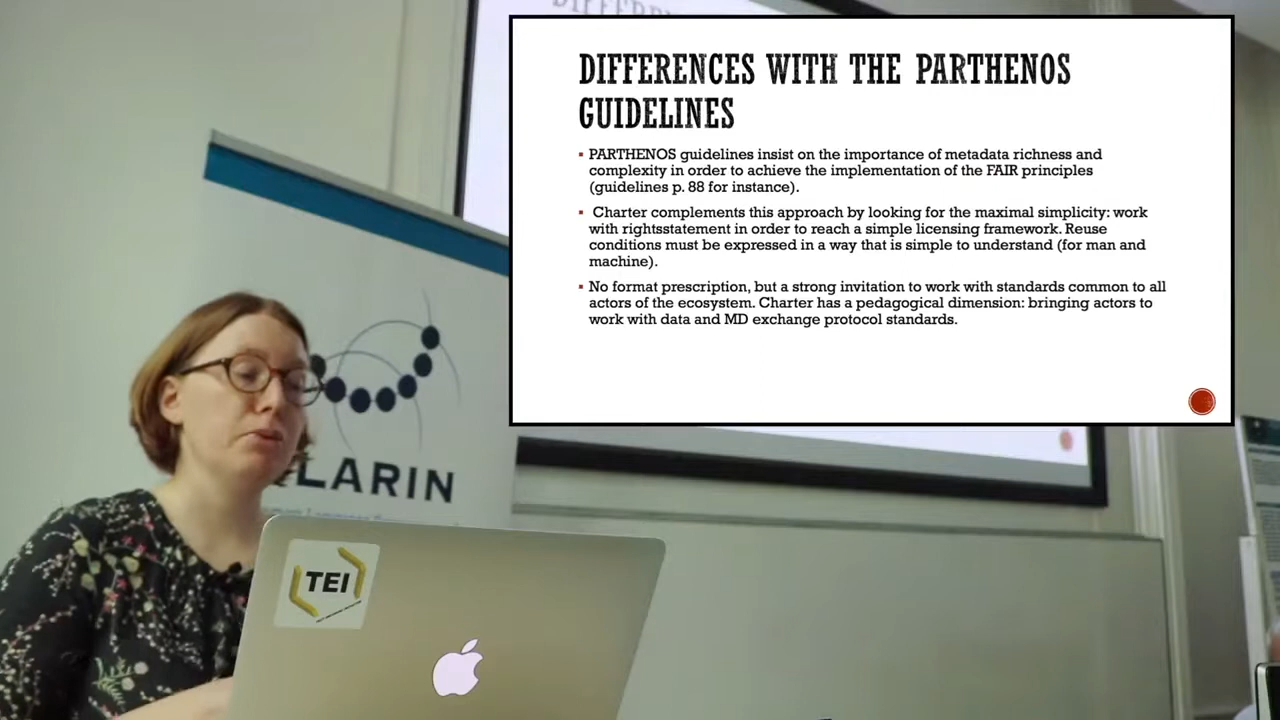 DIFFERENCES WITH THE PARTHENOS
GUIDELINES
▪ PARTHENOS guidelines insist on the importance of metadata richness and
complexity in order to achieve the implementation of the FAIR principles
(guidelines p. 88 for instance).
▪ Charter complements this approach by looking for the maximal simplicity: work
with rightsstatement in order to reach a simple licensing framework. Reuse
conditions must be expressed in a way that is simple to understand (for man and
machine).
▪ No format prescription, but a strong invitation to work with standards common to all
actors of the ecosystem. Charter has a pedagogical dimension: bringing actors to
work with data and MD exchange protocol standards.
LARIN
TEI